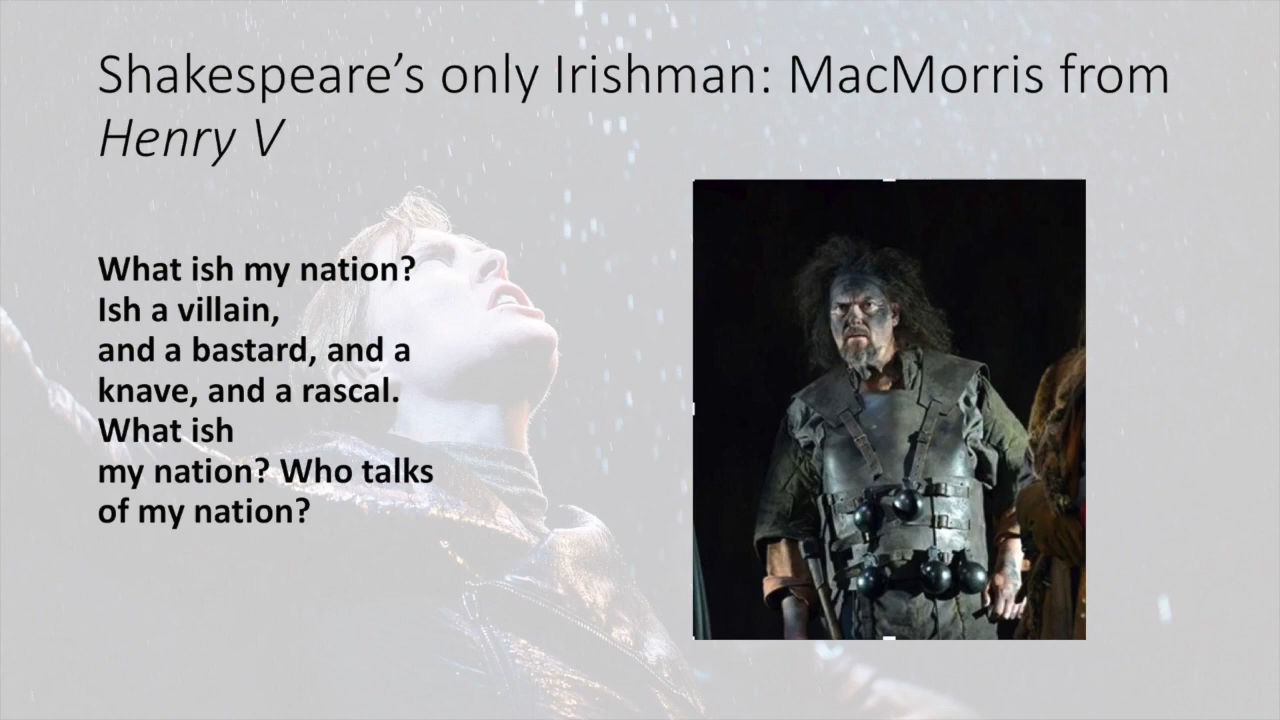 Shakespeare’s only Irishman: MacMorris from
Henry V
What ish my nation?
Ish a villain,
and a bastard, and a
knave, and a rascal.
What ish
my nation? Who talks
of my nation?